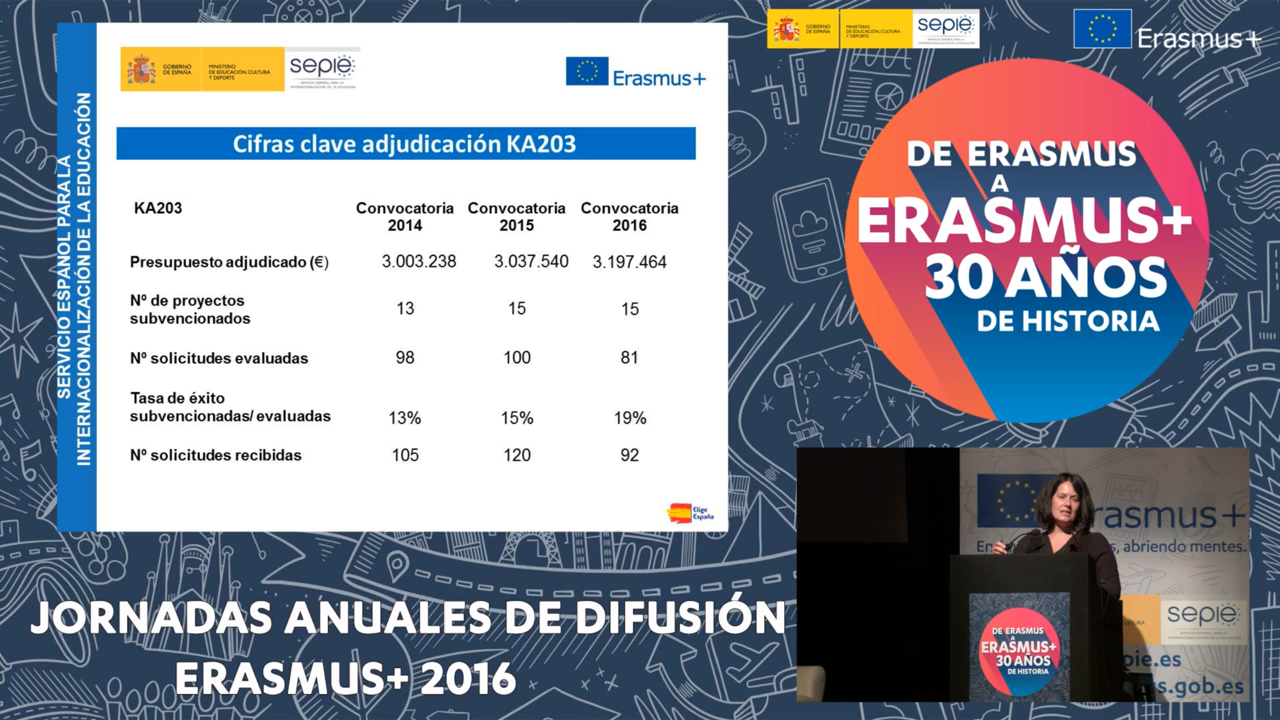 GOBIERNO
DE ESPAÑA
MINISTERIO
DE EDUCACIÓN, CULTURA
Y DEPORTE
sepie
SERVICIO ESPAÑOL PARA LA
INTERNACIONALIZACIÓN DE LA EDUCACIÓN
Erasmus+
SERVICIO ESPAÑOL PARA LA
INTERNACIONALIZACIÓN DE LA EDUCACIÓN
Cifras clave adjudicación KA203
KA203 Convocatoria 2014 Convocatoria 2015 Convocatoria 2016
Presupuesto adjudicado (€) 3.003.238 3.037.540 3.197.464
Nº de proyectos subvencionados 13 15 15
Nº solicitudes evaluadas 98 100 81
Tasa de éxito subvencionadas/ evaluadas 13% 15% 19%
Nº solicitudes recibidas 105 120 92
Elige
España
GOBIERNO
DE ESPAÑA
MINISTERIO
DE EDUCACIÓN, CULTURA
Y DEPORTE
sepie
Erasmus+
DE ERASMUS
A
ERASMUS+
30 AÑOS
DE HISTORIA
rasmus+
, abriendo mentes.
DE ERASMUS
A
ERASMUS+
30 AÑOS
DE HISTORIA
sepie
pie.es
s.gob.es
JORNADAS ANUALES DE DIFUSIÓN
ERASMUS+ 2016